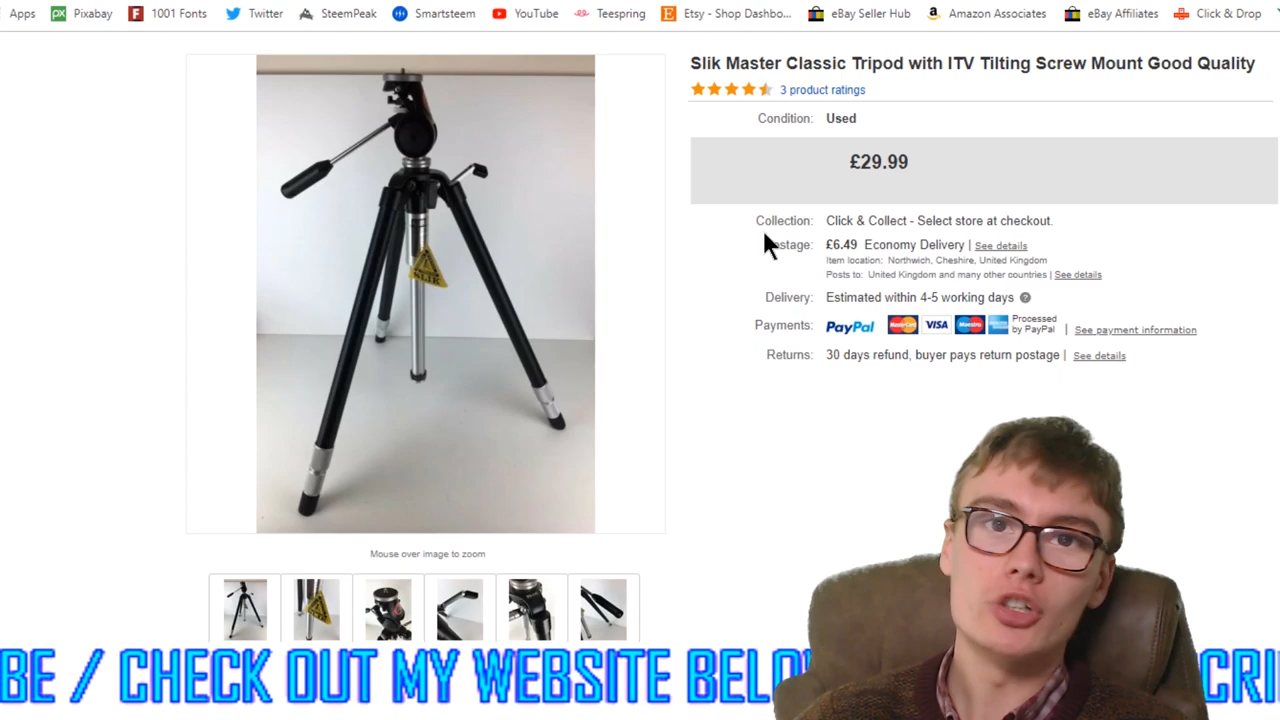 Apps Pixabay 1001 Fonts Twitter SteemPeak Smartsteem YouTube Teespring Etsy - Shop Dashbo... eBay Seller Hub Amazon Associates eBay Affiliates Click & Drop
Slik Master Classic Tripod with ITV Tilting Screw Mount Good Quality
3 product ratings
Condition: Used
£29.99
Collection: Click & Collect - Select store at checkout.
stage: £6.49 Economy Delivery | See details
Item location: Northwich, Cheshire, United Kingdom
Posts to: United Kingdom and many other countries | See details
Delivery: Estimated within 4-5 working days
Payments: PayPal MasterCard VISA Maestro Processed by PayPal | See payment information
Returns: 30 days refund, buyer pays return postage | See details
SLIK
Mouse over image to zoom
BE / CHECK OUT MY WEBSITE BELO SCRI